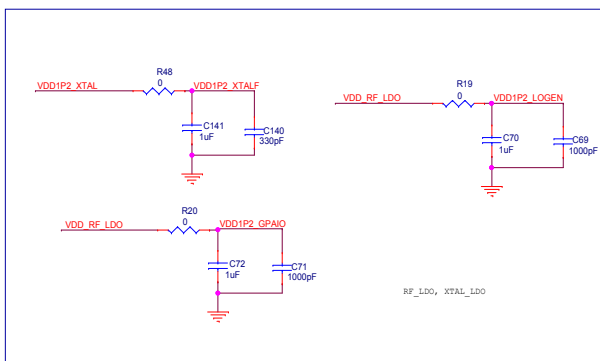 R48
0
VDD1P2_XTAL
VDD1P2_XTALF
C141
1uF
C140
330pF
R19
0
VDD_RF_LDO
VDD1P2_LOGEN
C70
1uF
C69
1000pF
R20
0
VDD_RF_LDO
VDD1P2_GPAIO
C72
1uF
C71
1000pF
RF_LDO, XTAL_LDO